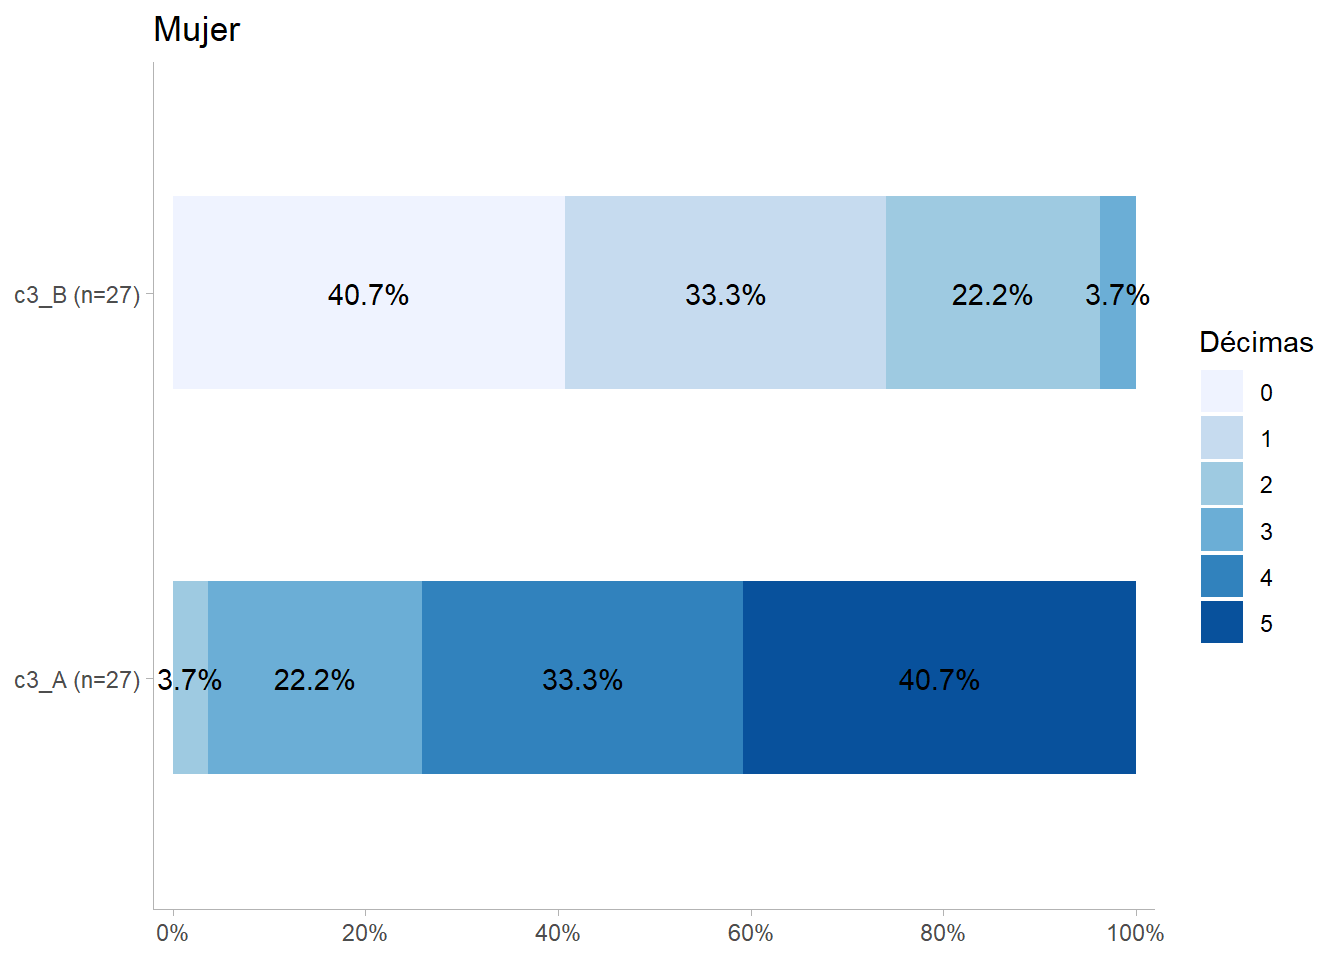 Mujer
c3_B (n=27)
40.7% 33.3% 22.2% 3.7%
c3_A (n=27)
3.7% 22.2% 33.3% 40.7%
0% 20% 40% 60% 80% 100%
Décimas
0
1
2
3
4
5